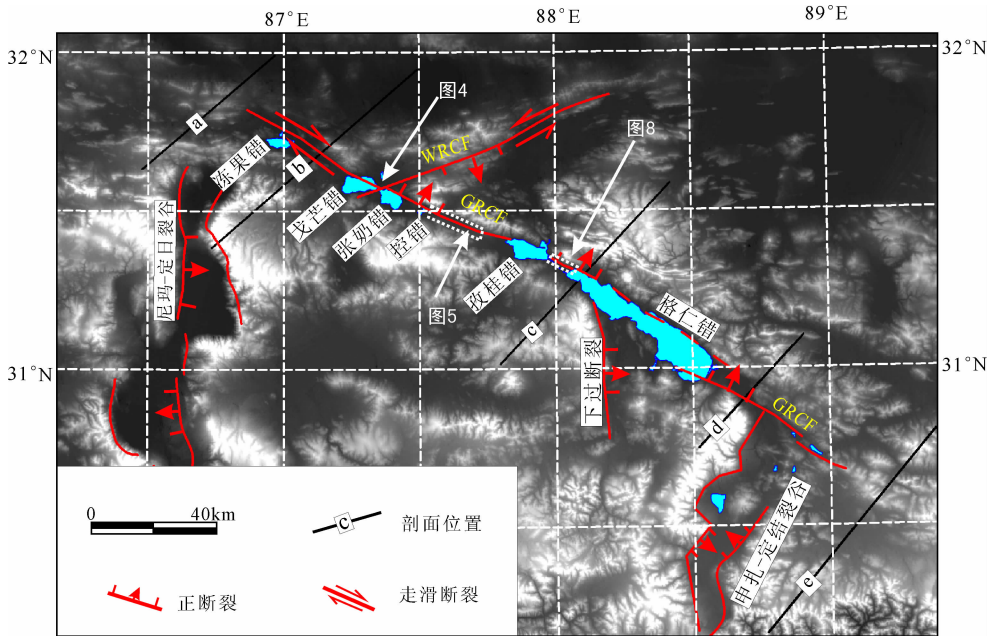 87°E
88°E
89°E
32°N
32°N
图4
a
图8
WRCF
冻果错
b
戈芒错
GRCF
张奶错
控错
尼玛-定日裂谷
孜桂错
图5
格仁错
c
31°N
31°N
下过断裂
GRCF
d
申扎-定结裂谷
e
0
40km
c
剖面位置
正断裂
走滑断裂